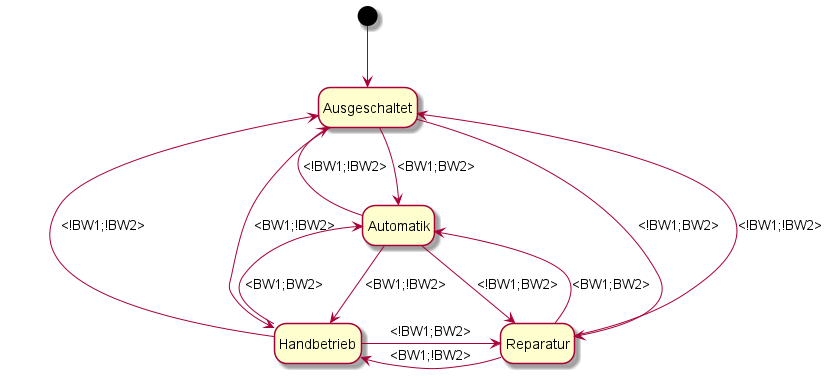 Ausgeschaltet
<!BW1;!BW2>
<BW1;BW2>
<!BW1;!BW2>
<BW1;!BW2>
Automatik
<!BW1;BW2>
<!BW1;!BW2>
<BW1;BW2>
<BW1;!BW2>
<!BW1;BW2>
<BW1;BW2>
<!BW1;BW2>
Handbetrieb
Reparatur
<BW1;!BW2>